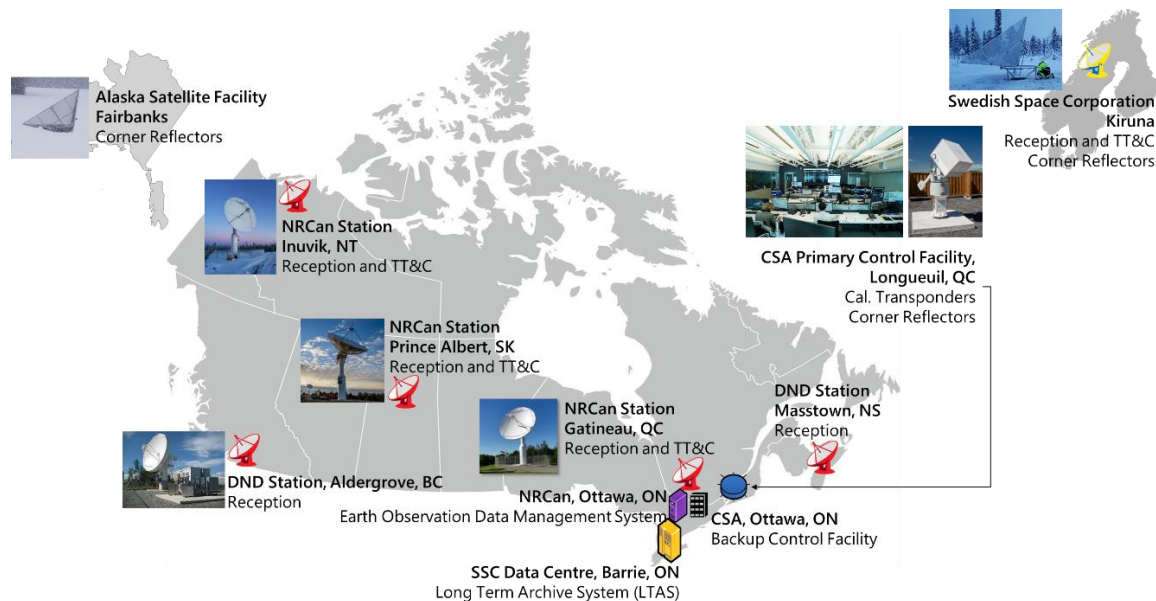 Alaska Satellite Facility
Fairbanks
Corner Reflectors
Swedish Space Corporation
Kiruna
Reception and TT&C
Corner Reflectors
NRCan Station
Inuvik, NT
Reception and TT&C
CSA Primary Control Facility,
Longueuil, QC
Cal. Transponders
Corner Reflectors
NRCan Station
Prince Albert, SK
Reception and TT&C
NRCan Station
Gatineau, QC
Reception and TT&C
DND Station
Masstown, NS
Reception
DND Station, Aldergrove, BC
Reception
NRCan, Ottawa, ON
Earth Observation Data Management System
CSA, Ottawa, ON
Backup Control Facility
SSC Data Centre, Barrie, ON
Long Term Archive System (LTAS)